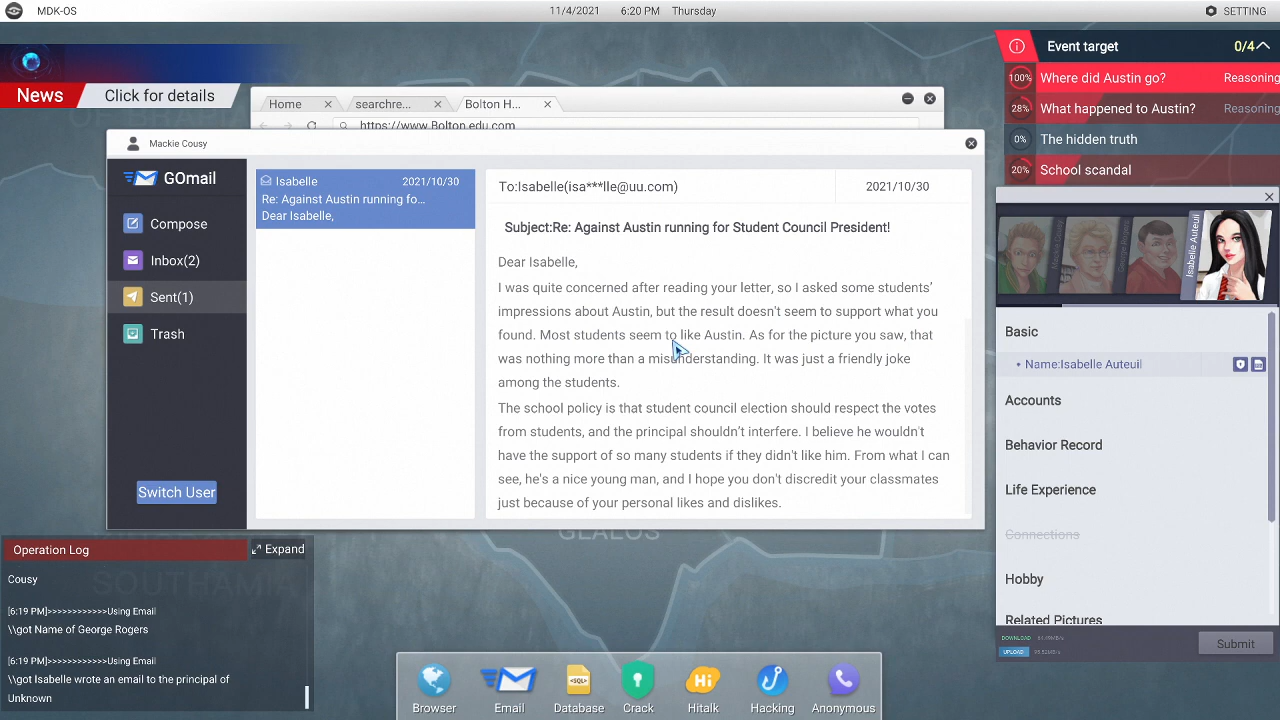 MDK-OS
11/4/2021 6:20 PM Thursday
SETTING
News
Click for details
Home
searchre...
Bolton H...
https://www.Bolton.edu.com
Mackie Cousy
GOmail
Compose
Inbox(2)
Sent(1)
Trash
Switch User
Isabelle 2021/10/30
Re: Against Austin running fo...
Dear Isabelle,
To:Isabelle(isa***lle@uu.com) 2021/10/30
Subject:Re: Against Austin running for Student Council President!
Dear Isabelle,
I was quite concerned after reading your letter, so I asked some students'
impressions about Austin, but the result doesn't seem to support what you
found. Most students seem to like Austin. As for the picture you saw, that
was nothing more than a misunderstanding. It was just a friendly joke
among the students.
The school policy is that student council election should respect the votes
from students, and the principal shouldn't interfere. I believe he wouldn't
have the support of so many students if they didn't like him. From what I can
see, he's a nice young man, and I hope you don't discredit your classmates
just because of your personal likes and dislikes.
Event target 0/4
100% Where did Austin go? Reasoning
28% What happened to Austin? Reasoning
0% The hidden truth
20% School scandal
Mackie Cousy
George Rogers
Isabelle Auteuil
Basic
• Name:Isabelle Auteuil
Accounts
Behavior Record
Life Experience
Connections
Hobby
Related Pictures
DOWNLOAD
UPLOAD
Submit
Operation Log
Expand
Cousy
[6:19 PM]>>>>>>>>>>>>Using Email
\\got Name of George Rogers
[6:19 PM]>>>>>>>>>>>>Using Email
\\got Isabelle wrote an email to the principal of
Unknown
GLAEOS
Browser
Email
<SQL>
Database
Crack
Hi
Hitalk
Hacking
Anonymous